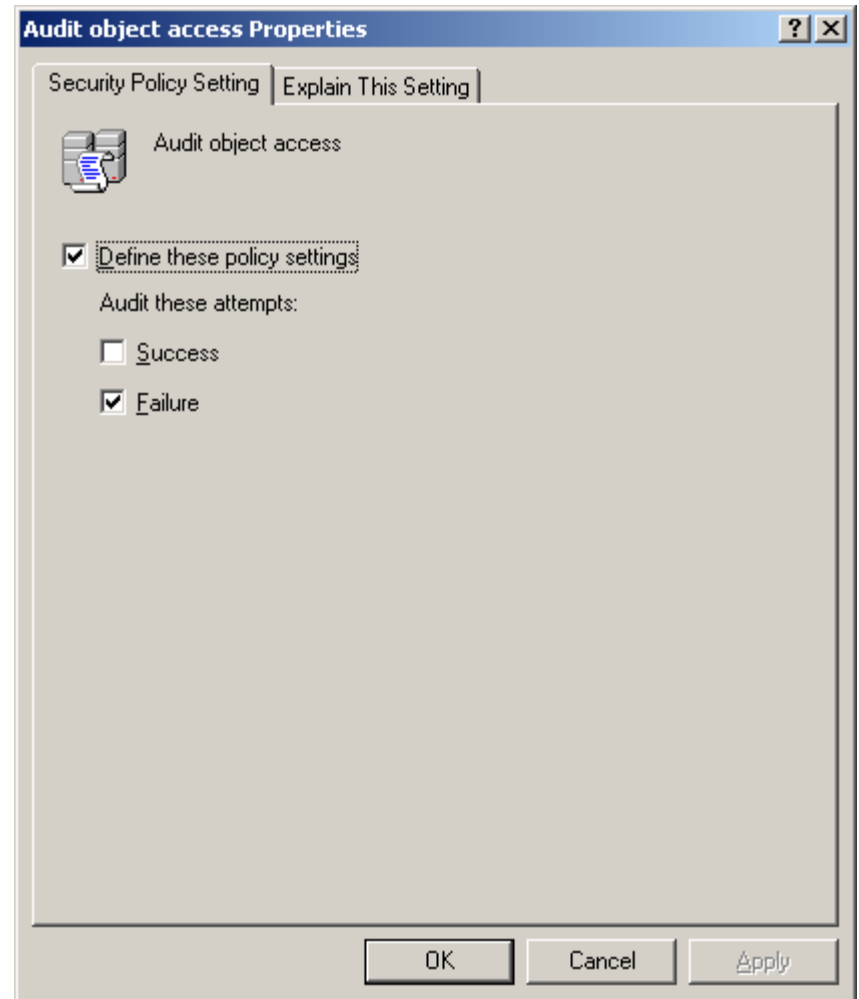 Audit object access Properties
Security Policy Setting
Explain This Setting
Audit object access
Define these policy settings
Audit these attempts:
Success
Failure
OK
Cancel
Apply